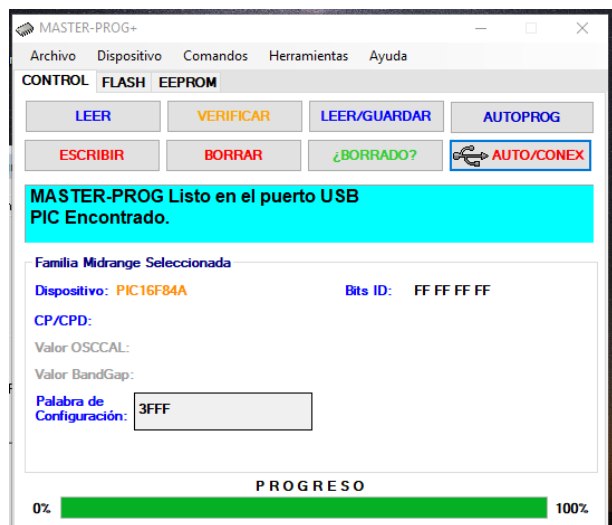 MASTER-PROG+
Archivo Dispositivo Comandos Herramientas Ayuda
CONTROL FLASH EEPROM
LEER VERIFICAR LEER/GUARDAR AUTOPROG
ESCRIBIR BORRAR ¿BORRADO? AUTO/CONEX
MASTER-PROG Listo en el puerto USB
PIC Encontrado.
Familia Midrange Seleccionada
Dispositivo: PIC16F84A Bits ID: FF FF FF FF
CP/CPD:
Valor OSCCAL:
Valor BandGap:
Palabra de
Configuración: 3FFF
PROGRESO
0% 100%